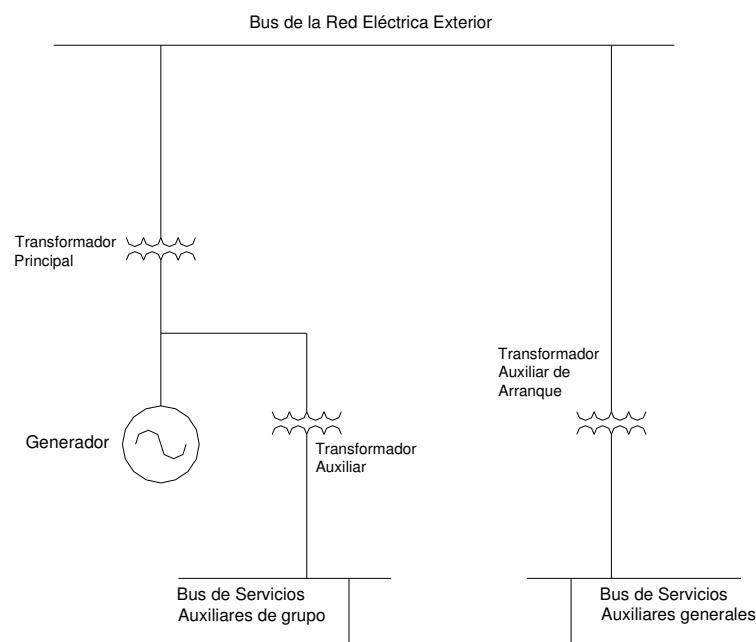 Bus de la Red Eléctrica Exterior
Transformador
Principal
Transformador
Auxiliar de
Arranque
Generador
Transformador
Auxiliar
Bus de Servicios
Auxiliares de grupo
Bus de Servicios
Auxiliares generales